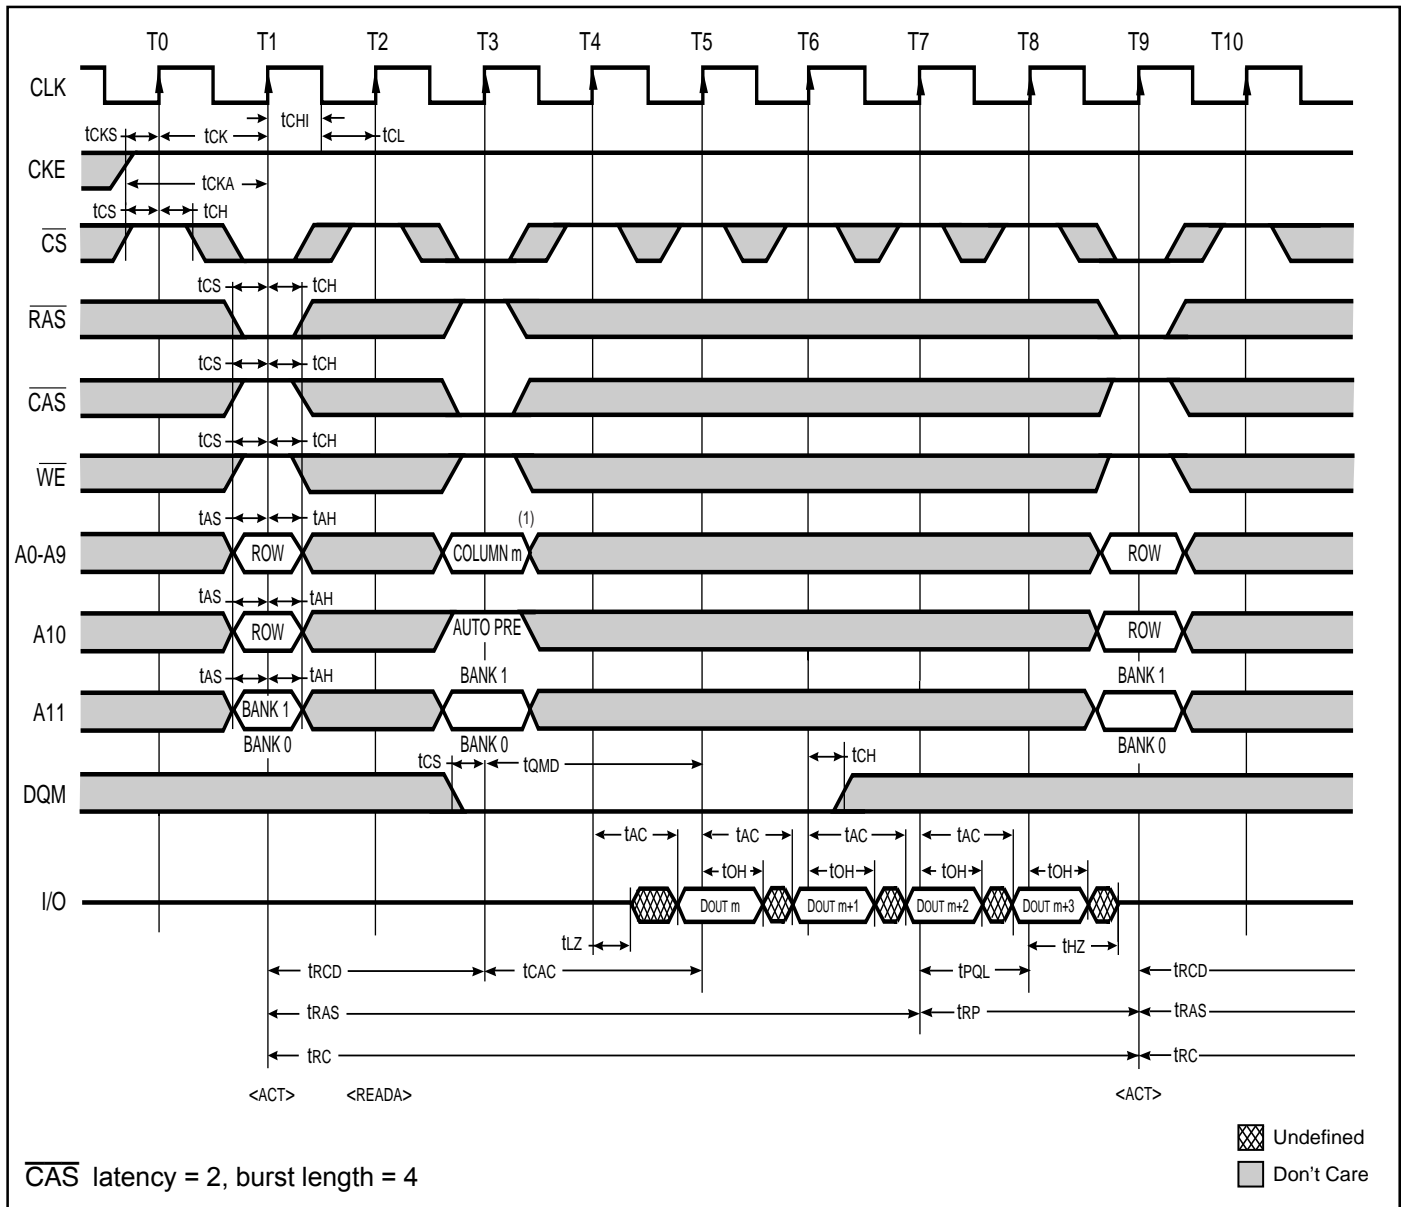 T0 T1 T2 T3 T4 T5 T6 T7 T8 T9 T10
CLK
tCHI
tCKS tCK tCL
CKE
tCKA
tCS tCH
CS
tCS tCH
RAS
tCS tCH
CAS
tCS tCH
WE
tAS tAH (1)
A0-A9 ROW COLUMN m ROW
tAS tAH
A10 ROW AUTO PRE ROW
tAS tAH BANK 1 BANK 1
A11 BANK 1
BANK 0 BANK 0 BANK 0
tCS tQMD tCH
DQM
tAC tAC tAC tAC
tOH tOH tOH tOH
I/O DOUT m DOUT m+1 DOUT m+2 DOUT m+3
tLZ tHZ
tRCD tCAC tPQL tRCD
tRAS tRP tRAS
tRC tRC
<ACT> <READA> <ACT>
Undefined
Don't Care
CAS latency = 2, burst length = 4